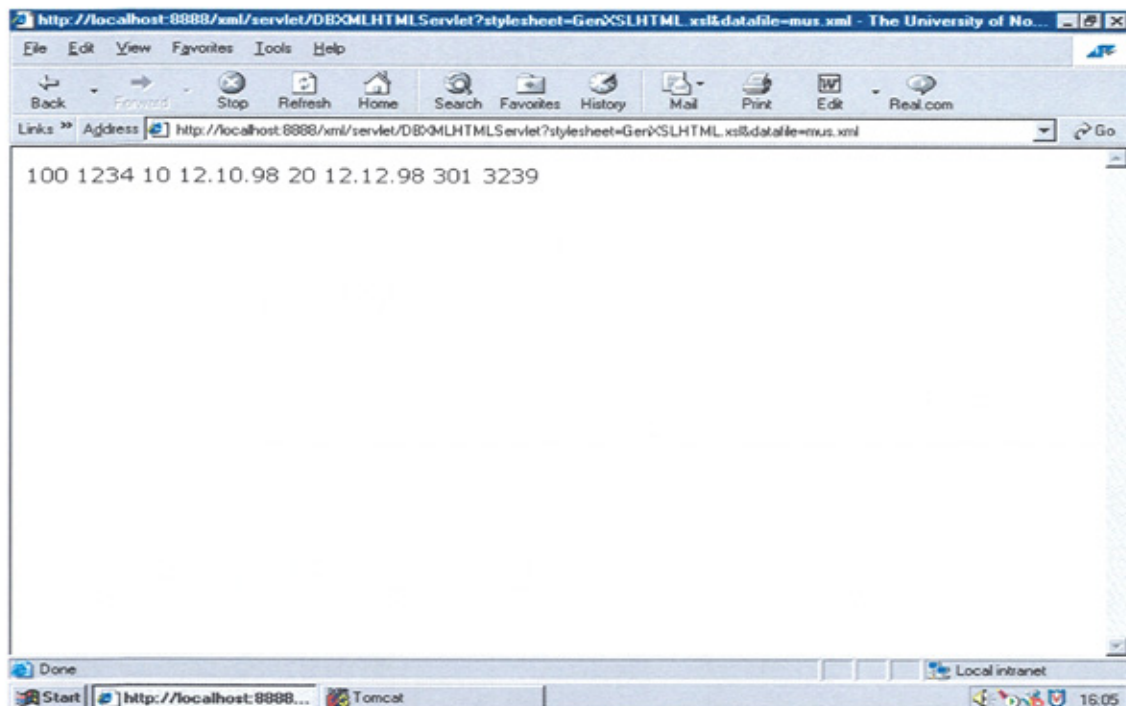 http://localhost:8888/xml/servlet/DBXMLHTMLServlet?stylesheet=GenXSLHTML.xsl&datafile=mus.xml - The University of No...
File Edit View Favorites Tools Help
Back Forward Stop Refresh Home Search Favorites History Mail Print Edit Real.com
Links » Address http://localhost:8888/xml/servlet/DBXMLHTMLServlet?stylesheet=GenXSLHTML.xsl&datafile=mus.xml Go
100 1234 10 12.10.98 20 12.12.98 301 3239
Done Local intranet
Start http://localhost:8888... Tomcat 16:05